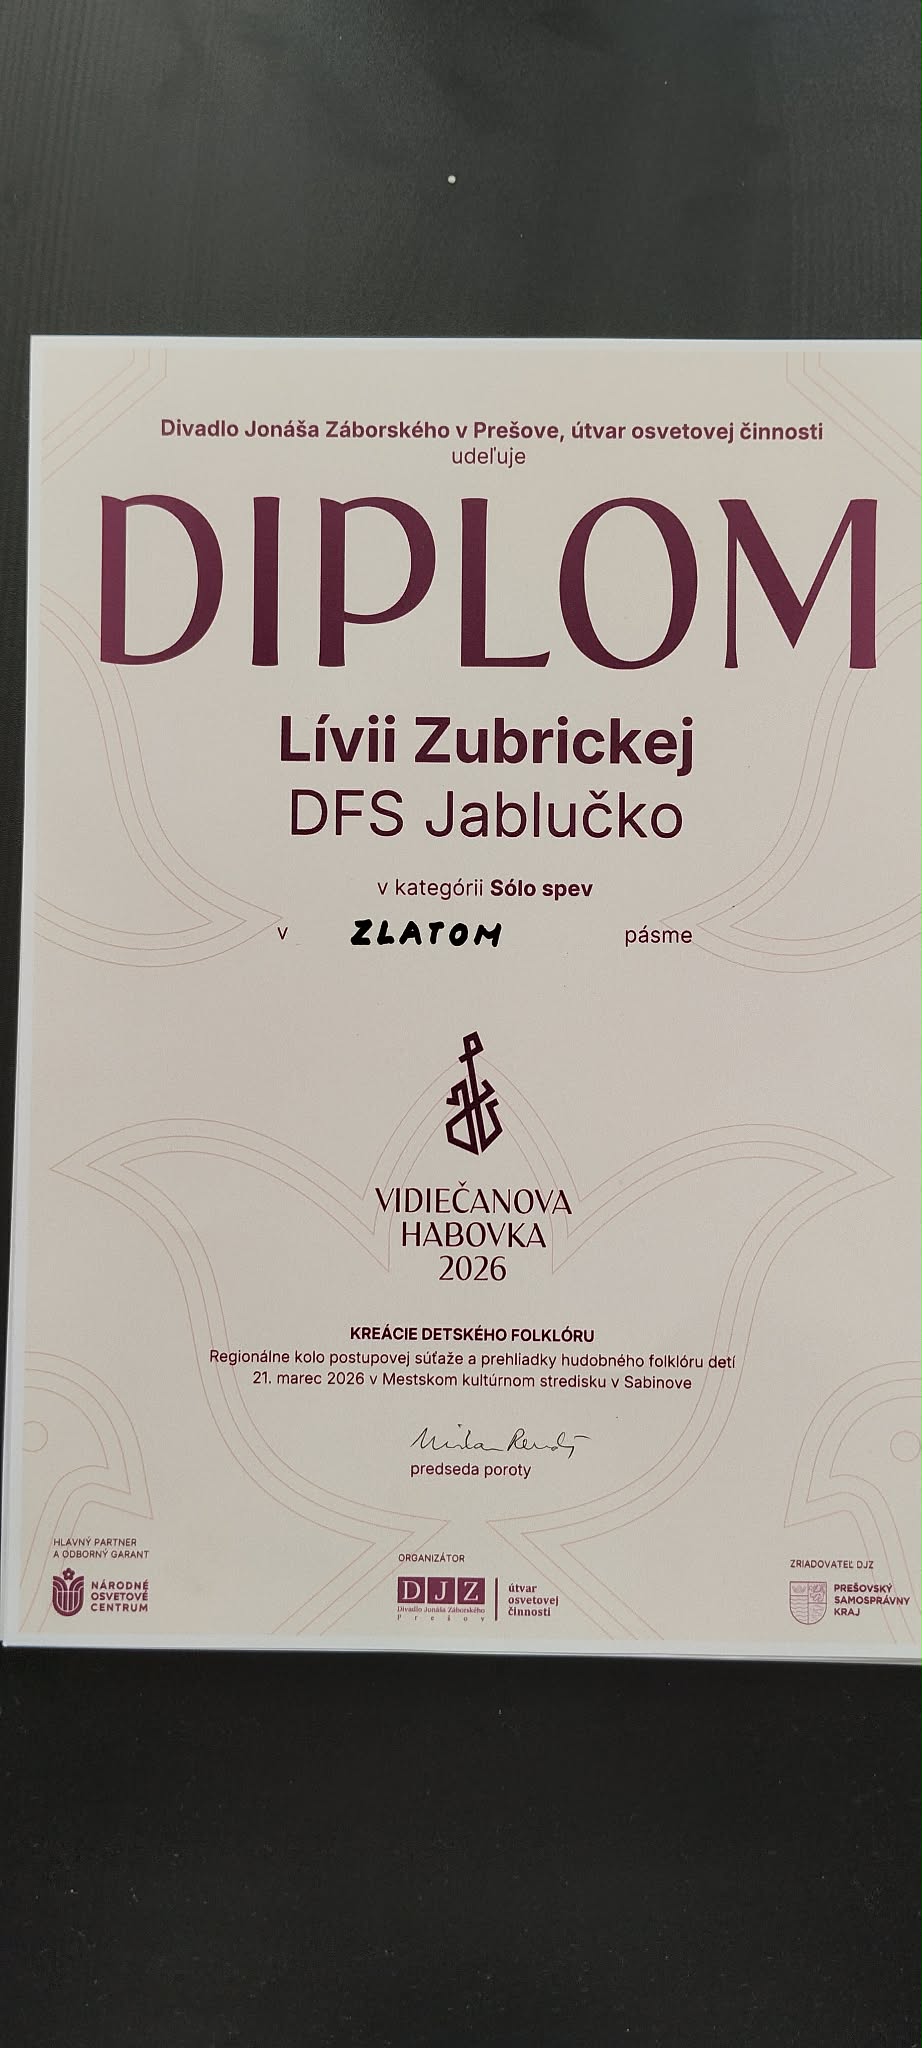 Divadlo Jonáša Záborského v Prešove, útvar osvetovej činnosti
udeľuje
DIPLOM
Lívii Zubrickej
DFS Jablučko
v kategórii Sólo spev
v ZLATOM pásme
VIDIEČANOVA
HABOVKA
2026
KREÁCIE DETSKÉHO FOLKLÓRU
Regionálne kolo postupovej súťaže a prehliadky hudobného folklóru detí
21. marec 2026 v Mestskom kultúrnom stredisku v Sabinove
predseda poroty
HLAVNÝ PARTNER
A ODBORNÝ GARANT
NÁRODNÉ
OSVETOVÉ
CENTRUM
ORGANIZÁTOR
DJZ
Divadlo Jonáša Záborského
Prešov
útvar
osvetovej
činnosti
ZRIAĎOVATEĽ DJZ
PREŠOVSKÝ
SAMOSPRÁVNY
KRAJ